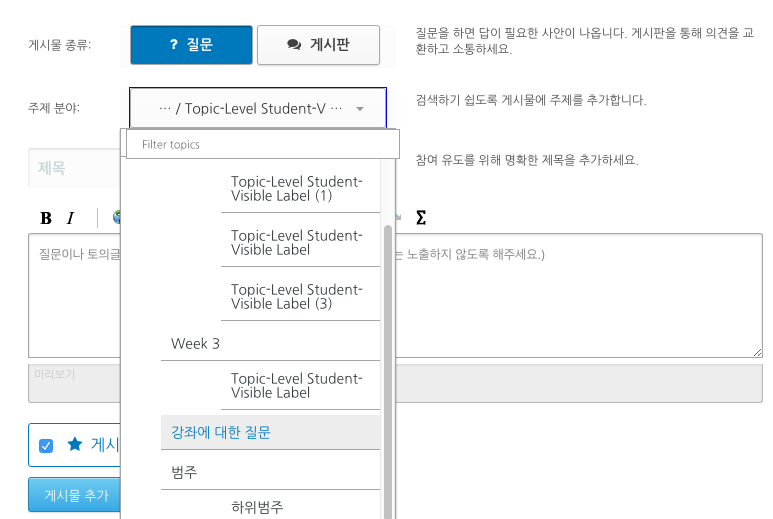 게시물 종류:
? 질문
게시판
질문을 하면 답이 필요한 사안이 나옵니다. 게시판을 통해 의견을 교
환하고 소통하세요.
주제 분야:
… / Topic-Level Student-V …
검색하기 쉽도록 게시물에 주제를 추가합니다.
Filter topics
제목
참여 유도를 위해 명확한 제목을 추가하세요.
Topic-Level Student-
Visible Label (1)
B I
Σ
질문이나 토의글
는 노출하지 않도록 해주세요.)
Topic-Level Student-
Visible Label
Topic-Level Student-
Visible Label (3)
Week 3
미리보기
Topic-Level Student-
Visible Label
강좌에 대한 질문
게시
범주
게시물 추가
하위범주